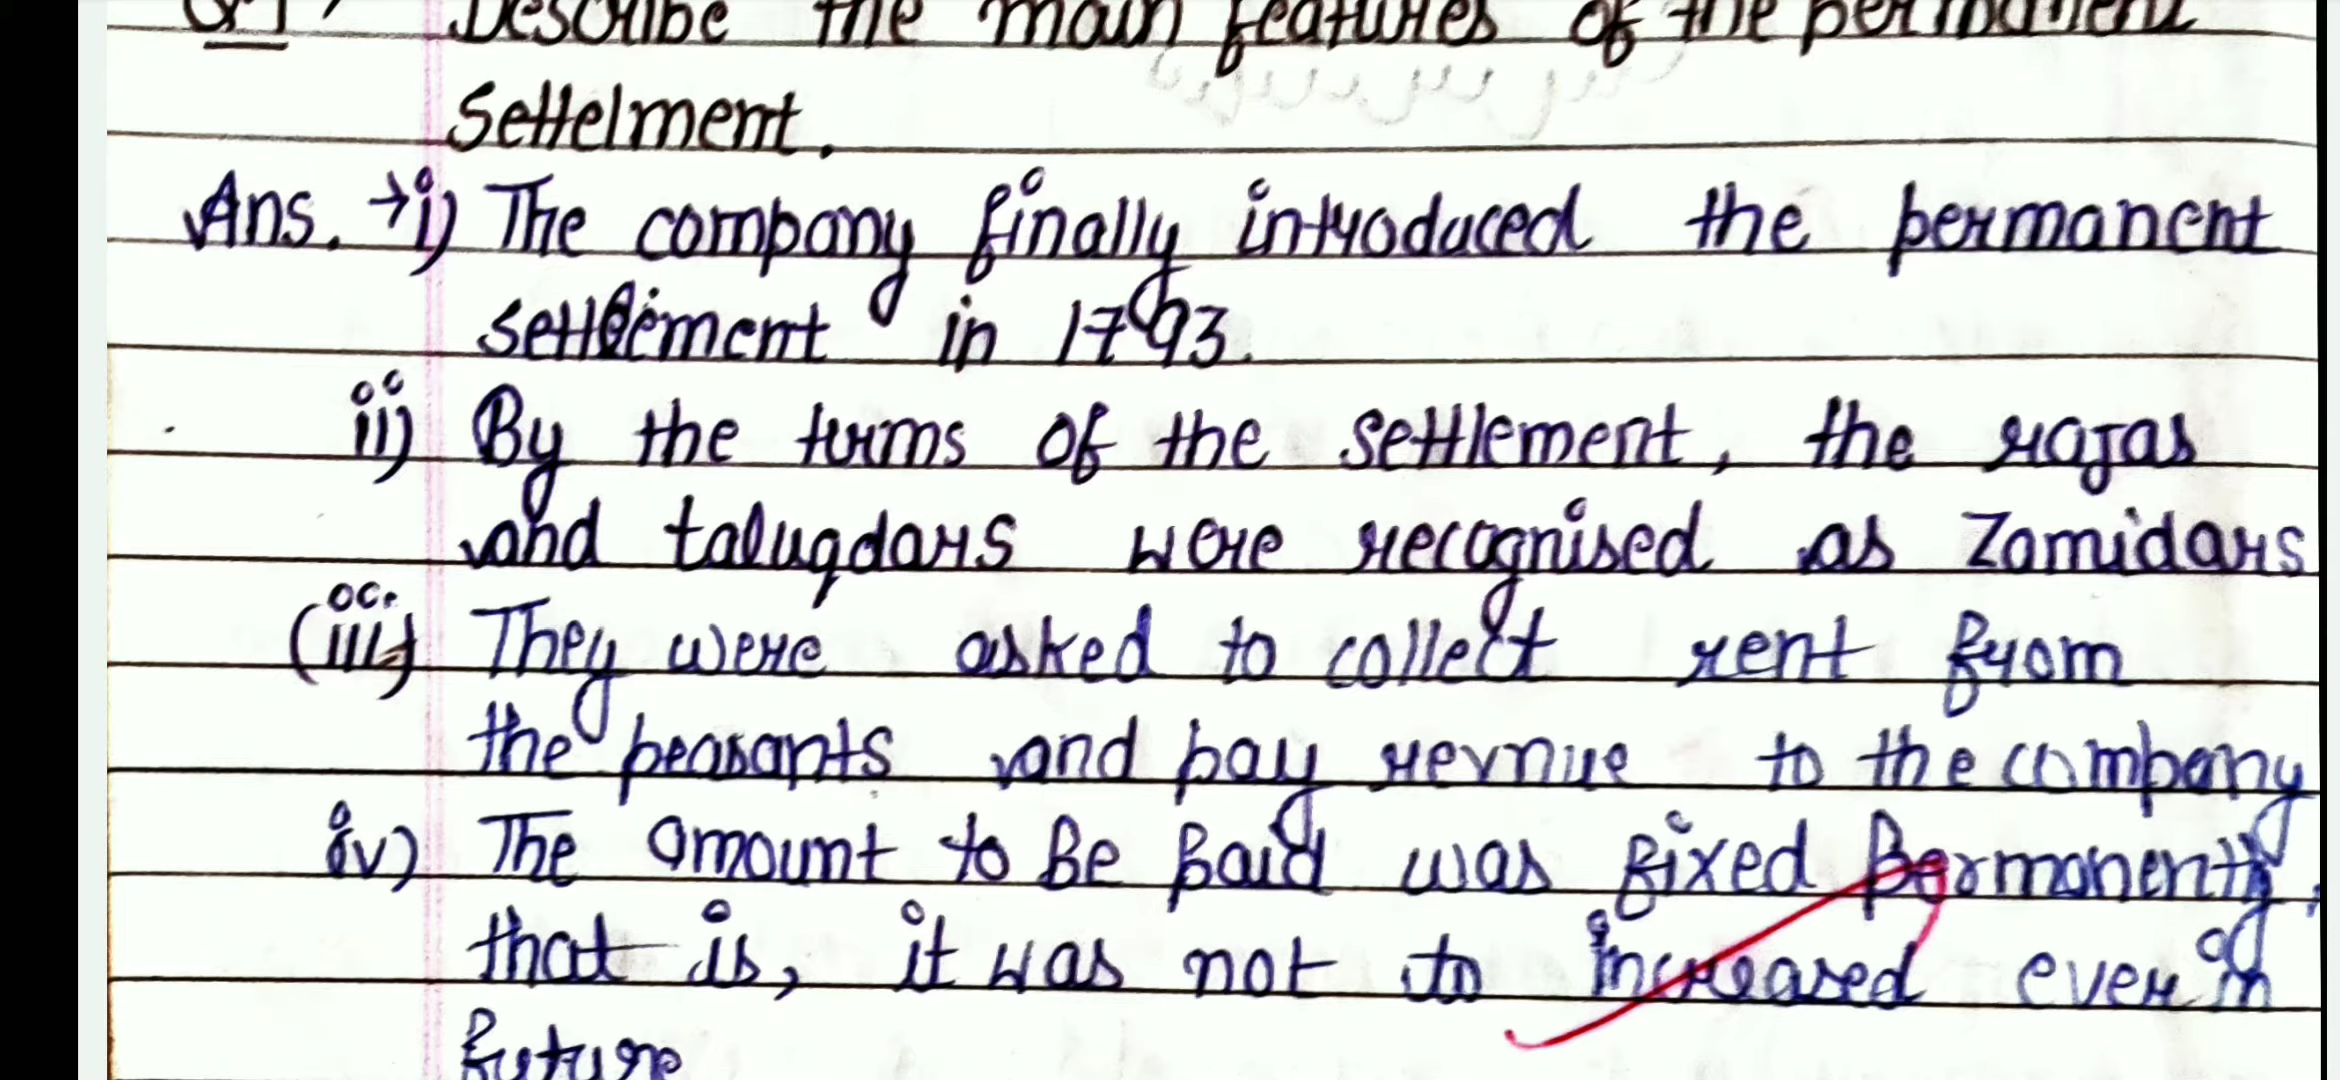 Q.1, Describe the main features of the permanent
Settelment.
Ans. →i) The company finally introduced the permanent
settlement in 1793.
ii) By the terms of the settlement, the rajas
and taluqdars were recognised as Zamidars
(iii) They were asked to collect rent from
the peasants and pay revnue to the company
iv) The amount to Be Paid was fixed Permanently,
that is, it was not to increased ever in
future